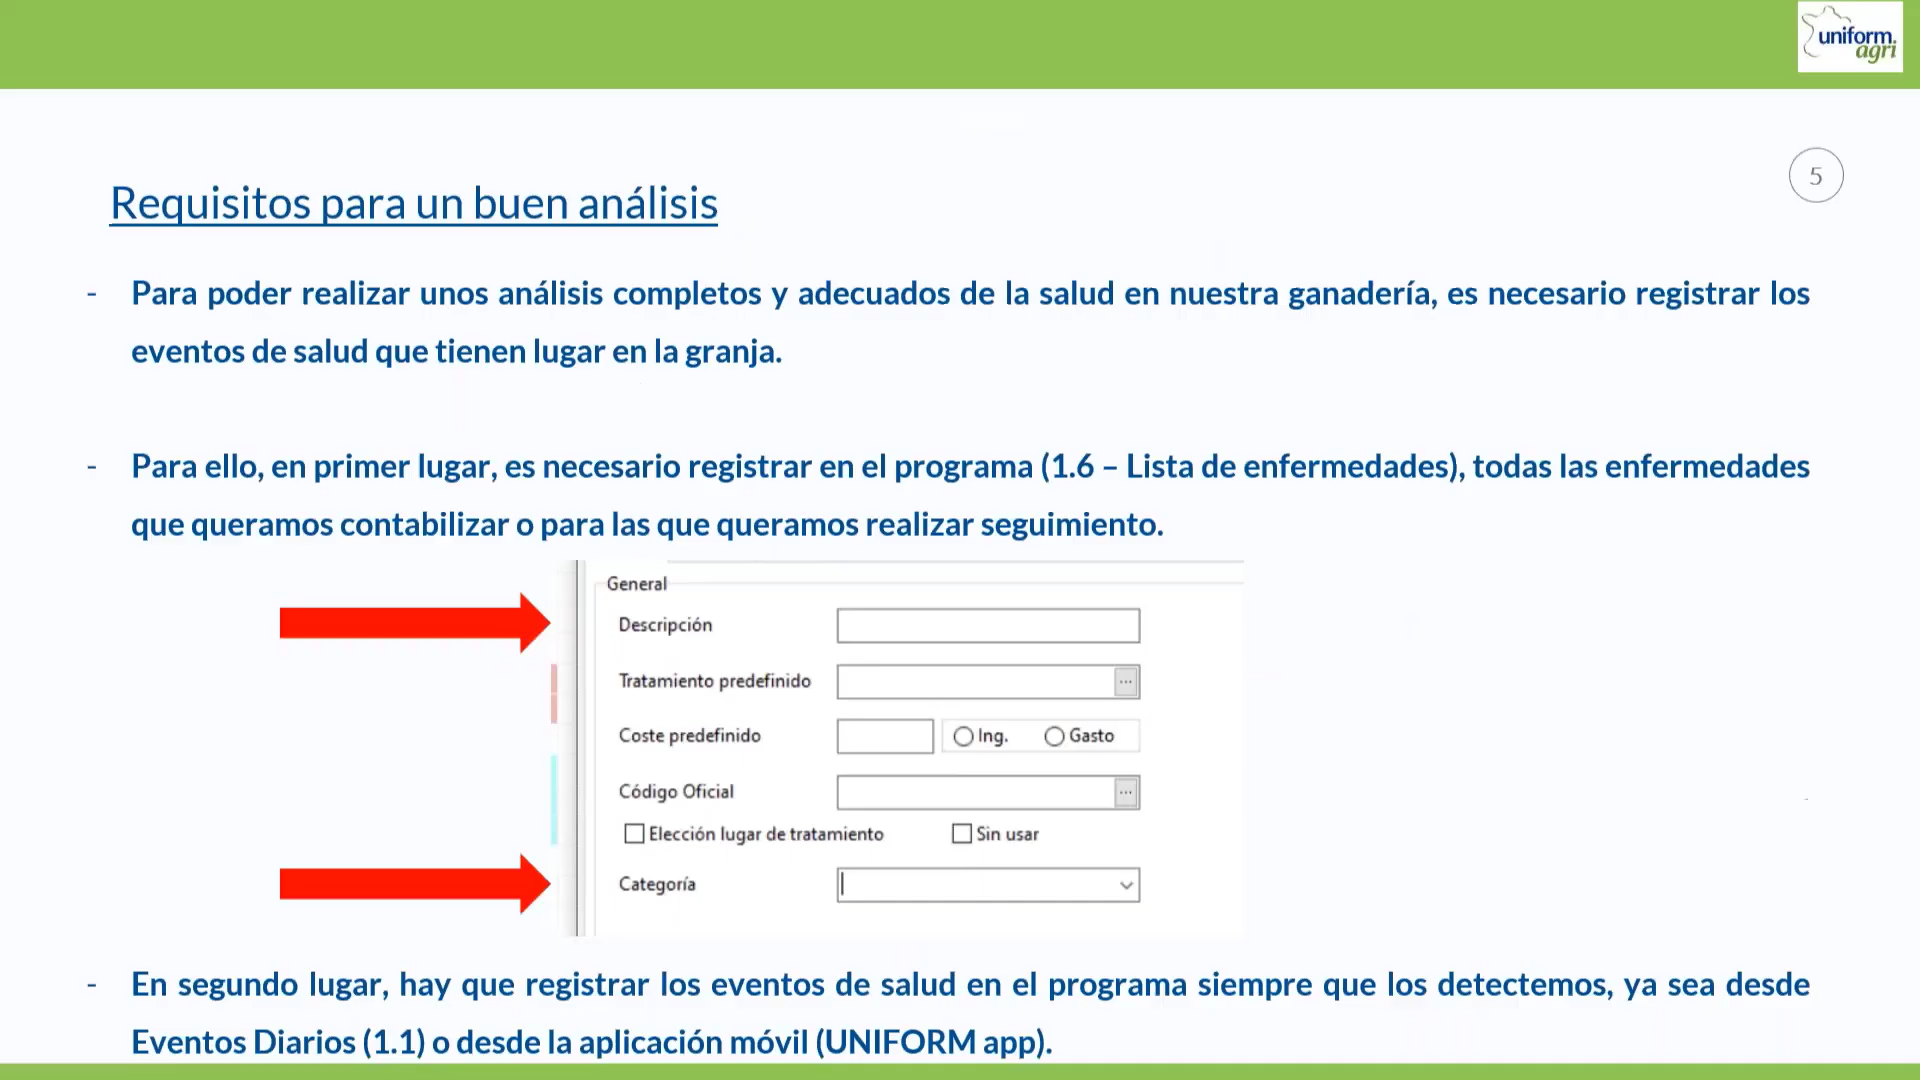 uniform.
agri
5
Requisitos para un buen análisis
- Para poder realizar unos análisis completos y adecuados de la salud en nuestra ganadería, es necesario registrar los
eventos de salud que tienen lugar en la granja.
- Para ello, en primer lugar, es necesario registrar en el programa (1.6 – Lista de enfermedades), todas las enfermedades
que queramos contabilizar o para las que queramos realizar seguimiento.
General
Descripción
Tratamiento predefinido ...
Coste predefinido Ing. Gasto
Código Oficial ...
Elección lugar de tratamiento Sin usar
Categoría
- En segundo lugar, hay que registrar los eventos de salud en el programa siempre que los detectemos, ya sea desde
Eventos Diarios (1.1) o desde la aplicación móvil (UNIFORM app).